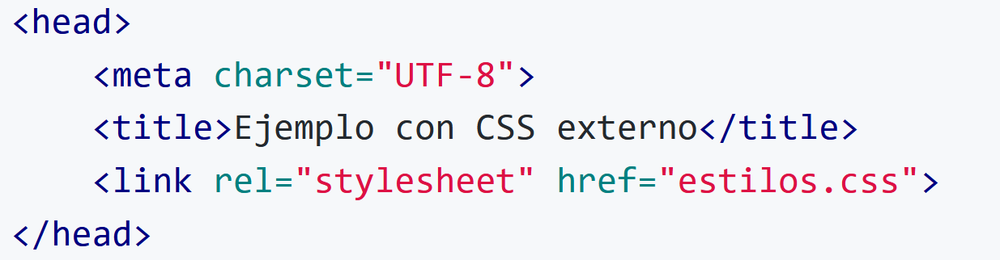 <head>
    <meta charset="UTF-8">
    <title>Ejemplo con CSS externo</title>
    <link rel="stylesheet" href="estilos.css">
</head>